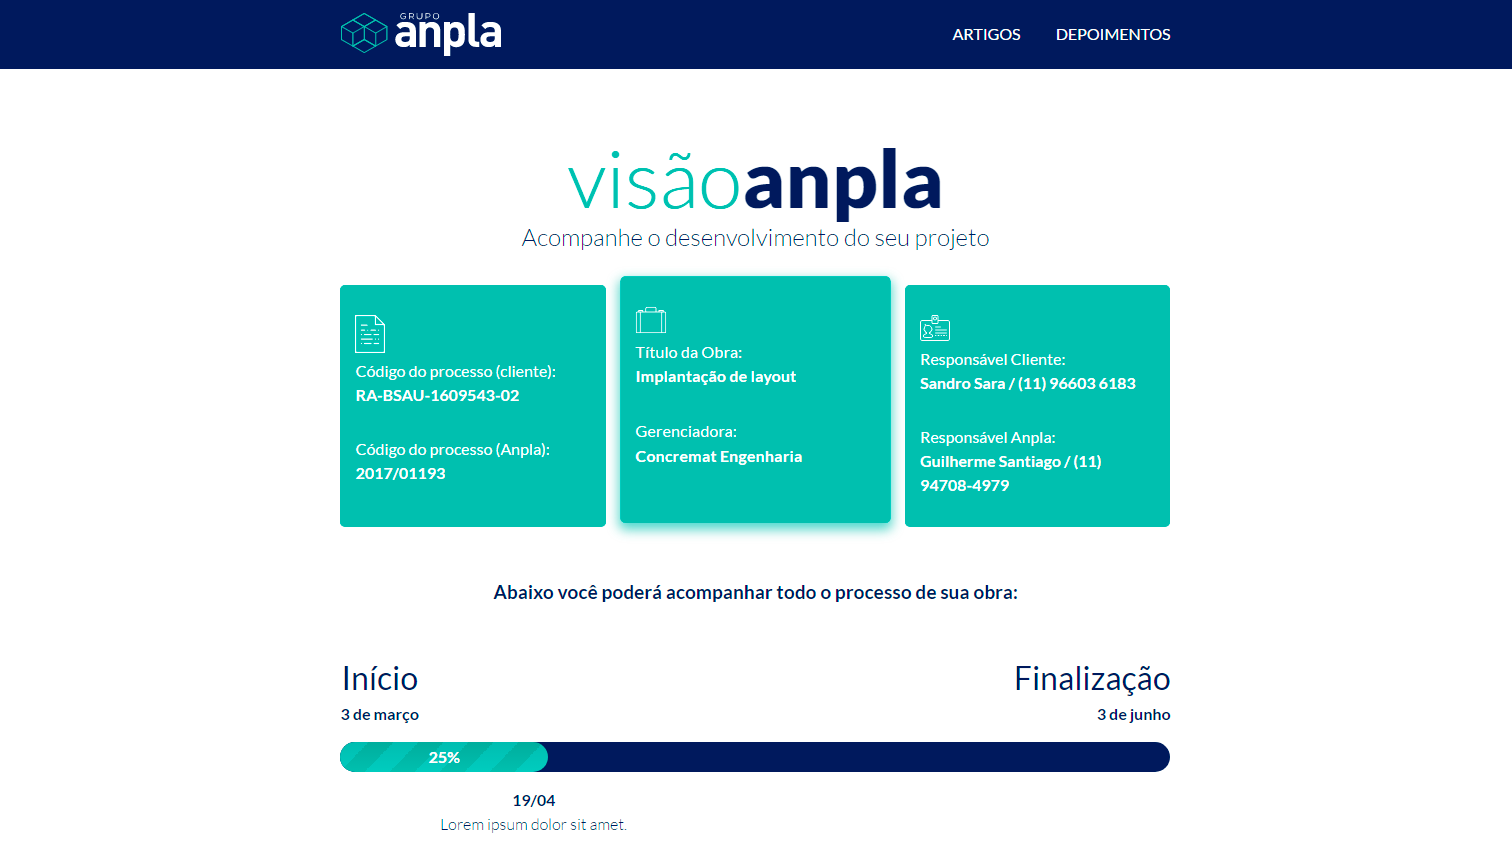 GRUPO
anpla
ARTIGOS
DEPOIMENTOS
visãoanpla
Acompanhe o desenvolvimento do seu projeto
Código do processo (cliente):
RA-BSAU-1609543-02
Código do processo (Anpla):
2017/01193
Título da Obra:
Implantação de layout
Gerenciadora:
Concremat Engenharia
Responsável Cliente:
Sandro Sara / (11) 96603 6183
Responsável Anpla:
Guilherme Santiago / (11)
94708-4979
Abaixo você poderá acompanhar todo o processo de sua obra:
Início
3 de março
Finalização
3 de junho
25%
19/04
Lorem ipsum dolor sit amet.